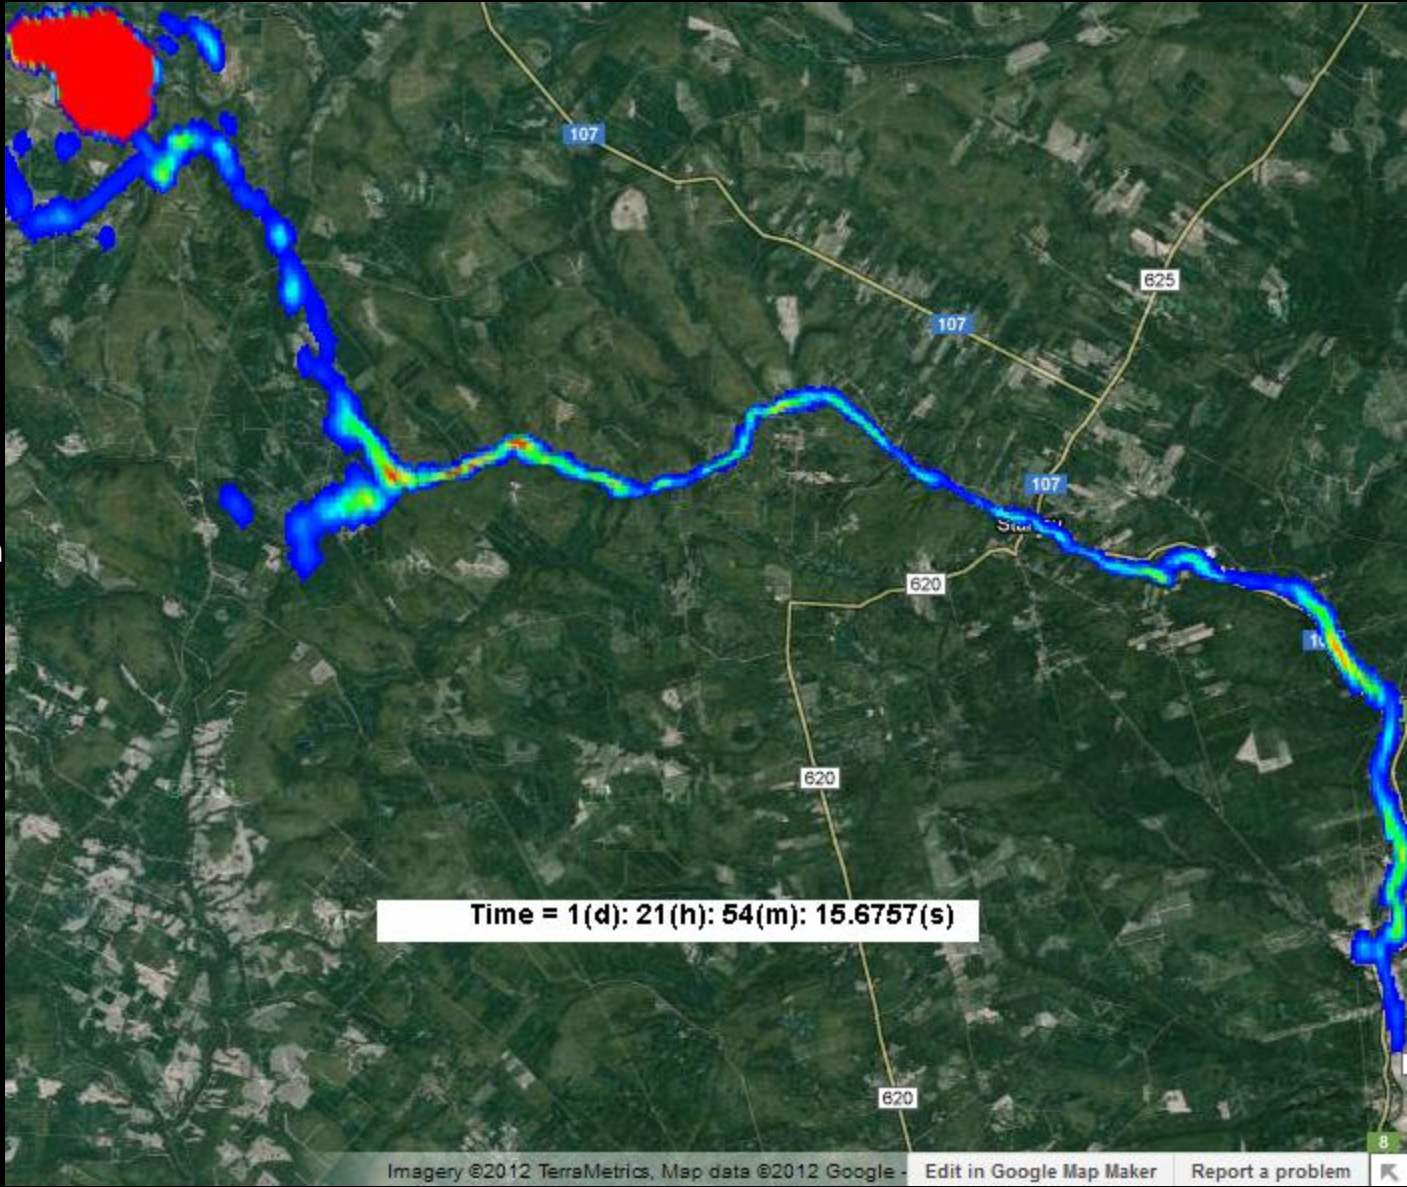 107
625
107
107
620
620
Time = 1(d): 21(h): 54(m): 15.6757(s)
620
8
Imagery ©2012 TerraMetrics, Map data ©2012 Google -
Edit in Google Map Maker
Report a problem